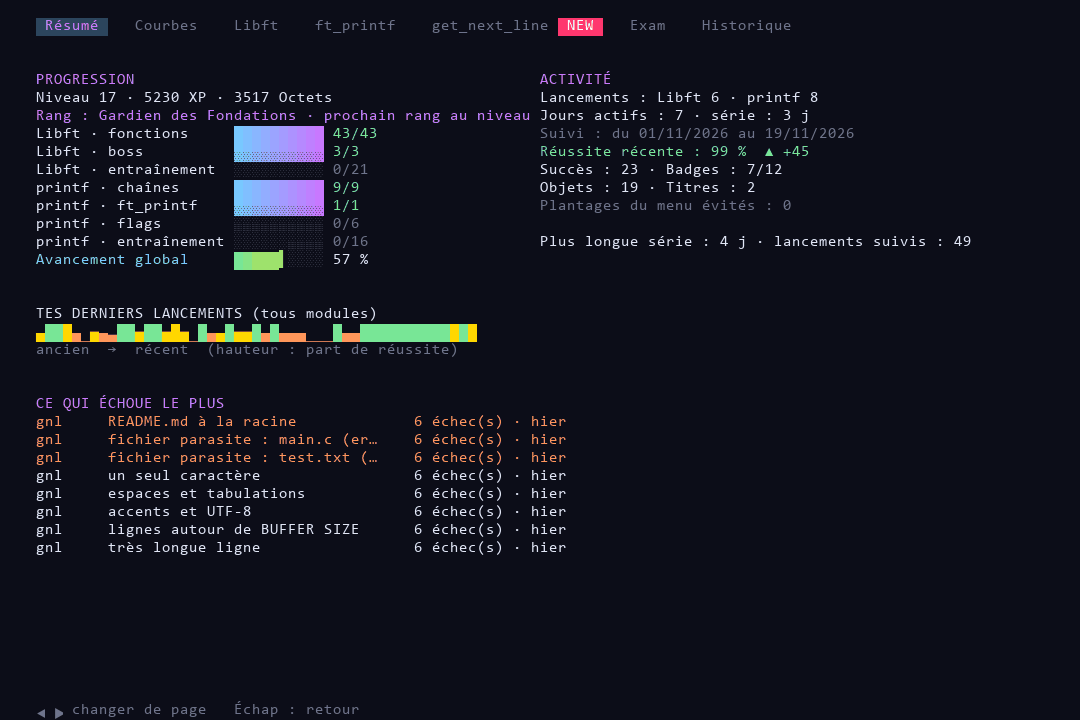 Résumé Courbes Libft ft_printf get_next_line NEW Exam Historique
PROGRESSION
Niveau 17 · 5230 XP · 3517 Octets
Rang : Gardien des Fondations · prochain rang au niveau
Libft · fonctions 43/43
Libft · boss 3/3
Libft · entraînement 0/21
printf · chaînes 9/9
printf · ft_printf 1/1
printf · flags 0/6
printf · entraînement 0/16
Avancement global 57 %
ACTIVITÉ
Lancements : Libft 6 · printf 8
Jours actifs : 7 · série : 3 j
Suivi : du 01/11/2026 au 19/11/2026
Réussite récente : 99 % ▲ +45
Succès : 23 · Badges : 7/12
Objets : 19 · Titres : 2
Plantages du menu évités : 0
Plus longue série : 4 j · lancements suivis : 49
TES DERNIERS LANCEMENTS (tous modules)
ancien → récent (hauteur : part de réussite)
CE QUI ÉCHOUE LE PLUS
gnl README.md à la racine 6 échec(s) · hier
gnl fichier parasite : main.c (er… 6 échec(s) · hier
gnl fichier parasite : test.txt (… 6 échec(s) · hier
gnl un seul caractère 6 échec(s) · hier
gnl espaces et tabulations 6 échec(s) · hier
gnl accents et UTF-8 6 échec(s) · hier
gnl lignes autour de BUFFER SIZE 6 échec(s) · hier
gnl très longue ligne 6 échec(s) · hier
◀ ▶ changer de page Échap : retour